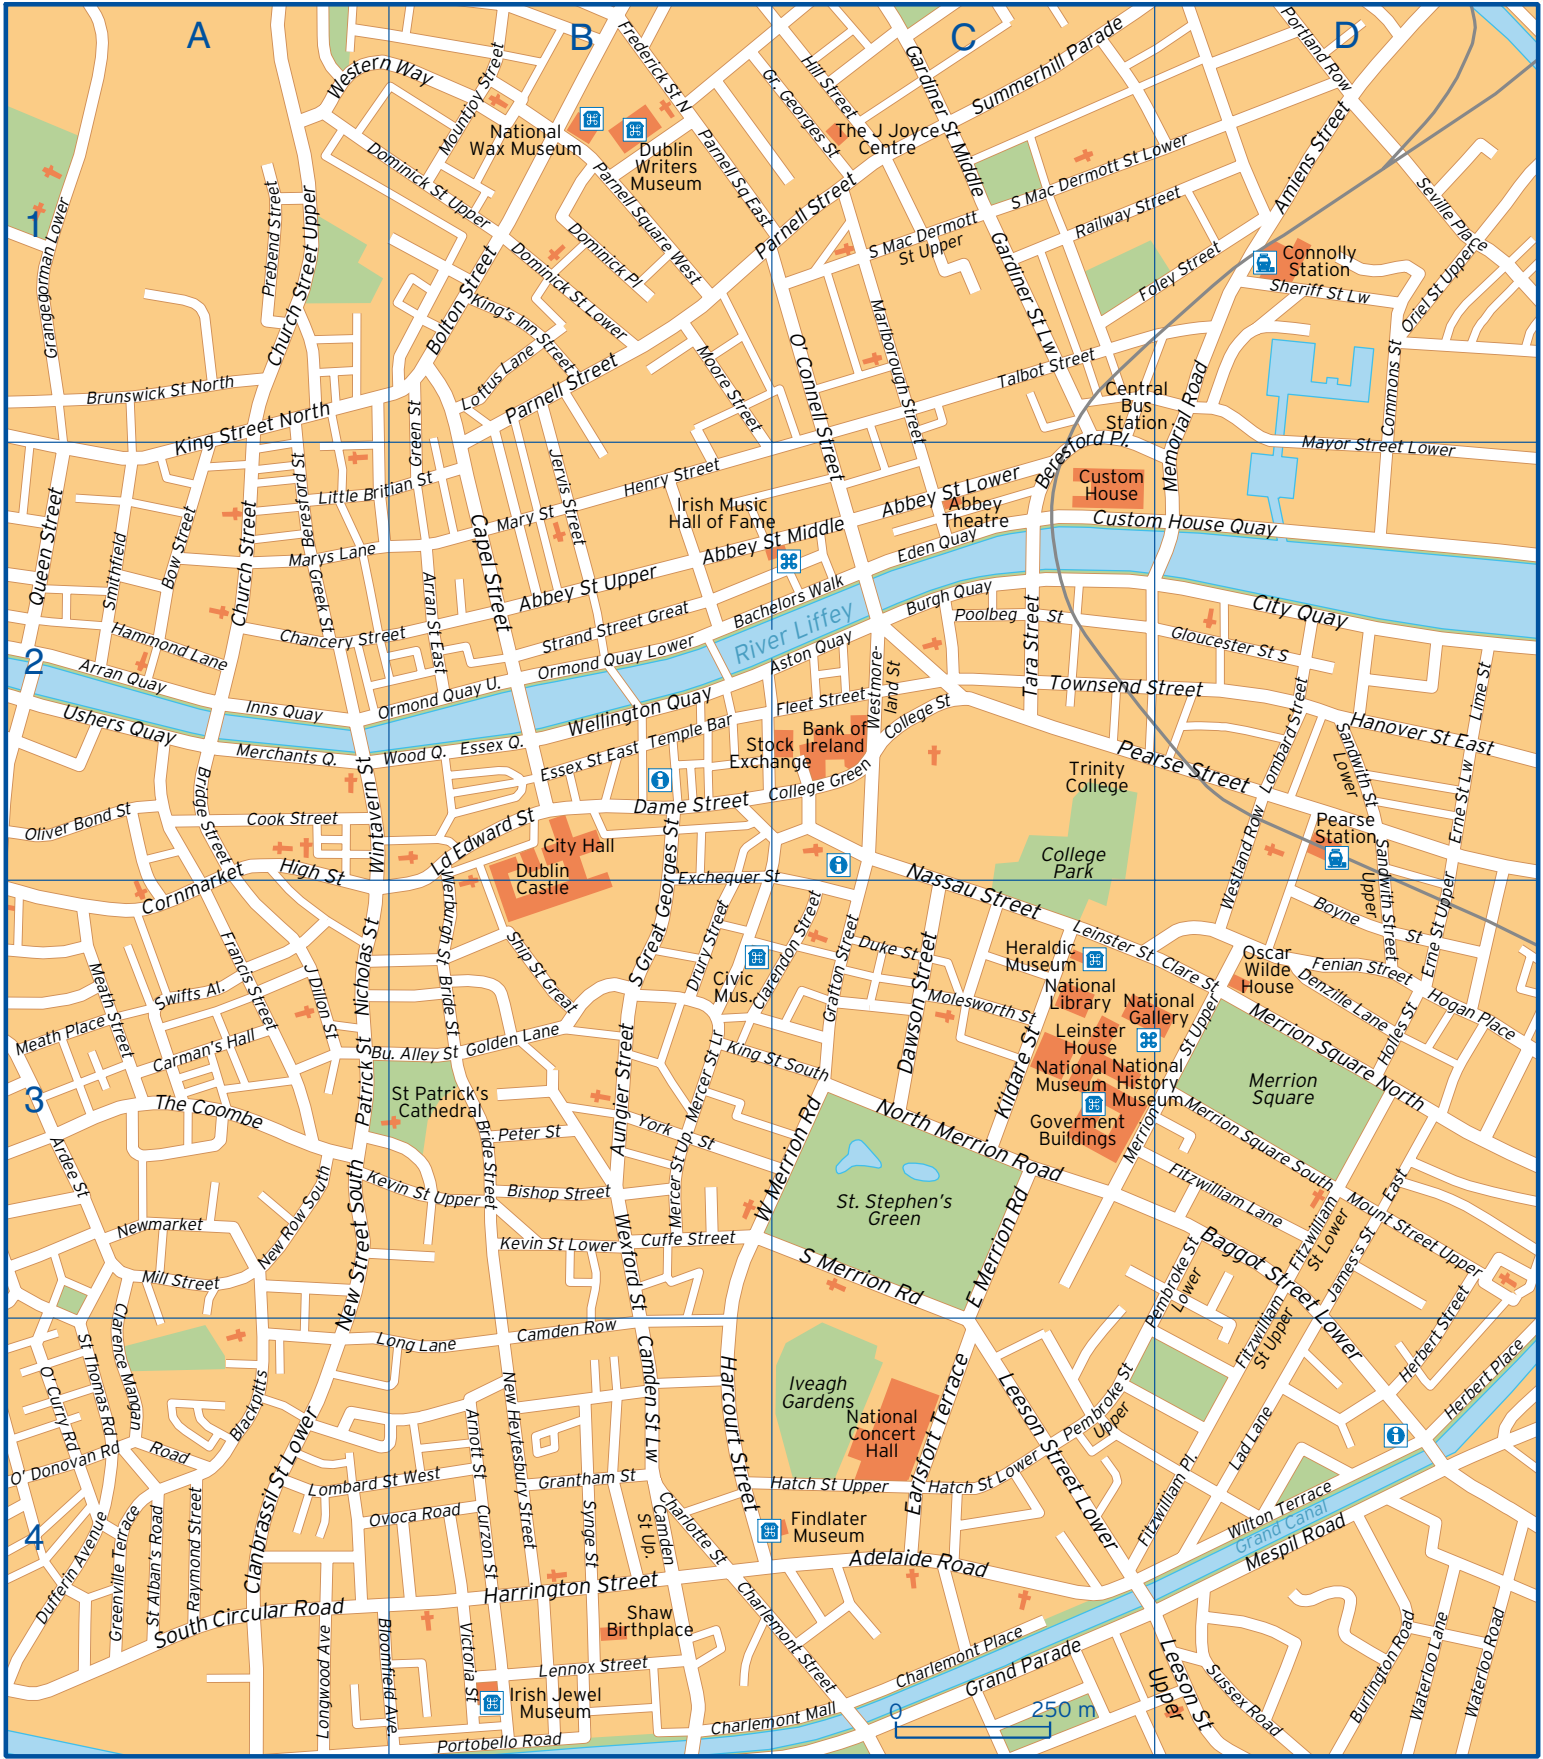 A
B
C
D
1
2
3
4
Western Way
Mountjoy Street
Frederick St N
Hill Street
Gr. Georges St
Gardiner St Middle
Summerhill Parade
Portland Row
National
Wax Museum
Dublin
Writers
Museum
The J Joyce
Centre
Parnell Sq East
Parnell Square West
Parnell Street
Dominick St Upper
Dominick Pl
Dominick St Lower
S Mac Dermott St Lower
Railway Street
S Mac Dermott
St Upper
Amiens Street
Seville Place
Grangegorman Lower
Prebend Street
Church Street Upper
Bolton Street
King's Inn Street
Loftus Lane
Parnell Street
Moore Street
O' Connell Street
Marlborough Street
Gardiner St Lw
Foley Street
Connolly
Station
Sheriff St Lw
Oriel St Upper
Talbot Street
Commons St
Brunswick St North
King Street North
Green St
Central
Bus
Station
Memorial Road
Beresford P/.
Mayor Street Lower
Queen Street
Smithfield
Bow Street
Church Street
Beresford St
Little Britian St
Marys Lane
Greek St
Mary St
Jervis Street
Henry Street
Irish Music
Hall of Fame
Abbey St Lower
Abbey
Theatre
Custom
House
Custom House Quay
Capel Street
Arran St East
Abbey St Upper
Abbey St Middle
Eden Quay
Bachelors Walk
Burgh Quay
Poolbeg St
City Quay
Gloucester St S
Hammond Lane
Chancery Street
Strand Street Great
River Liffey
Aston Quay
Tara Street
Arran Quay
Inns Quay
Ormond Quay U.
Ormond Quay Lower
Wellington Quay
Fleet Street
Westmore-
land St
College St
Townsend Street
Lime St
Ushers Quay
Merchants Q.
Wood Q.
Essex Q.
Essex St East
Temple Bar
Stock
Exchange
Bank of
Ireland
Pearse Street
Lombard Street
Hanover St East
Sandwith St
Lower
Bridge Street
Winetavern St
Trinity
College
Oliver Bond St
Cook Street
Dame Street
College Green
Erne St Lw
Ld Edward St
City Hall
Dublin
Castle
S Great Georges St
College
Park
Pearse
Station
Westland Row
High St
Cornmarket
Exchequer St
Nassau Street
Sandwith Street
Upper
Werburgh St
Drury Street
Clarendon Street
Grafton Street
Duke St
Leinster St
Clare St
Boyne St
Erne St Upper
Francis Street
Nicholas St
Ship St Great
Civic
Mus.
Dawson Street
Heraldic
Museum
Oscar
Wilde
House
Fenian Street
Denzille Lane
Hogan Place
Meath Street
Swifts Al.
J Dillon St
Bride St
National
Library
National
Gallery
Molesworth St
Meath Place
Carman's Hall
Bu. Alley St
Golden Lane
King St South
Mercer St Lr
Leinster
House
St Upper
Merrion Square North
Holles St
Kildare St
National
Museum
National
History
Museum
Merrion
Square
The Coombe
Patrick St
St Patrick's
Cathedral
Aungier Street
Goverment
Buildings
Merrion
W Merrion Rd
North Merrion Road
Merrion Square South
Peter St
Bride Street
York St
Mercer St Up.
Ardee St
Kevin St Upper
Bishop Street
St. Stephen's
Green
Fitzwilliam Lane
Mount Street Upper
East
Newmarket
New Row South
New Street South
Kevin St Lower
Cuffe Street
Wexford St
S Merrion Rd
E Merrion Rd
Baggot Street Lower
Fitzwilliam
St Lower
James's St
Pembroke St
Lower
Mill Street
Clarence Mangan
Road
Long Lane
Camden Row
Fitzwilliam
St Upper
Herbert Street
Herbert Place
St Thomas Rd
O'Curry Rd
O' Donovan Rd
Blackpitts
Clanbrassil St Lower
New Heytesbury Street
Arnott St
Camden St Lw
Harcourt Street
Iveagh
Gardens
National
Concert
Hall
Earlsfort Terrace
Leeson Street Lower
Pembroke St
Upper
Lad Lane
Lombard St West
Grantham St
Hatch St Upper
Hatch St Lower
Ovoca Road
Curzon St
Synge St
Camden
St Up.
Charlotte St
Findlater
Museum
Fitzwilliam Pl.
Wilton Terrace
Grand Canal
Mespil Road
Dufferin Avenue
Greenville Terrace
St Alban's Road
Raymond Street
Adelaide Road
Harrington Street
South Circular Road
Shaw
Birthplace
Charlemont Street
Charlemont Place
Grand Parade
Longwood Ave
Bloomfield Ave.
Victoria St
Lennox Street
Irish Jewel
Museum
Leeson St
Upper
Sussex Road
Burlington Road
Waterloo Lane
Waterloo Road
Charlemont Mall
Portobello Road
0
250 m